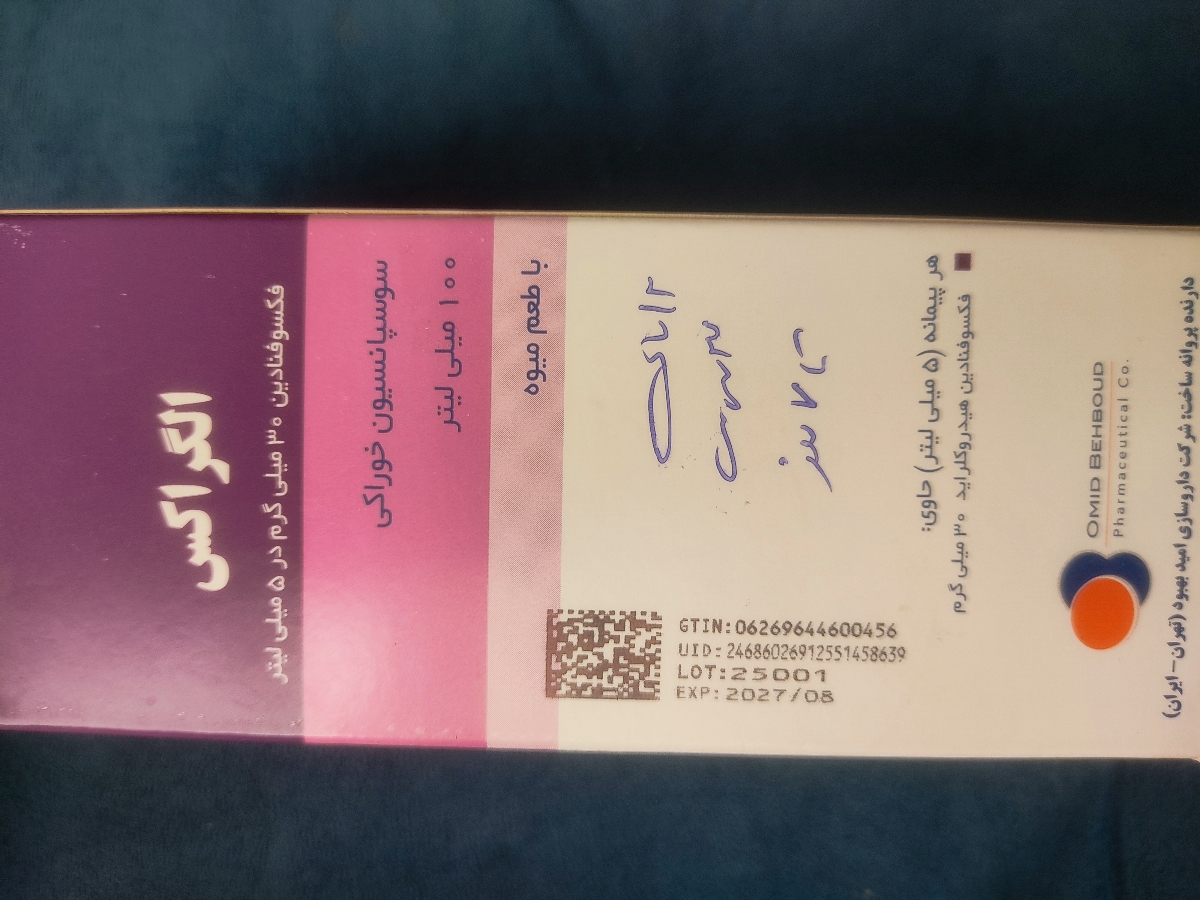 الگراکس
فکسوفنادین ۳۰ میلی گرم در ۵ میلی لیتر
سوسپانسیون خوراکی
۱۰۰ میلی لیتر
با طعم میوه
هر پیمانه (۵ میلی لیتر) حاوی:
فکسوفنادین هیدروکلراید ۳۰ میلی گرم
GTIN:06269644600456
UID:24686026912551458639
LOT:25001
EXP:2027/08
OMID BEHBOUD
Pharmaceutical Co.
دارنده پروانه ساخت: شرکت داروسازی امید بهبود (تهران – ایران)